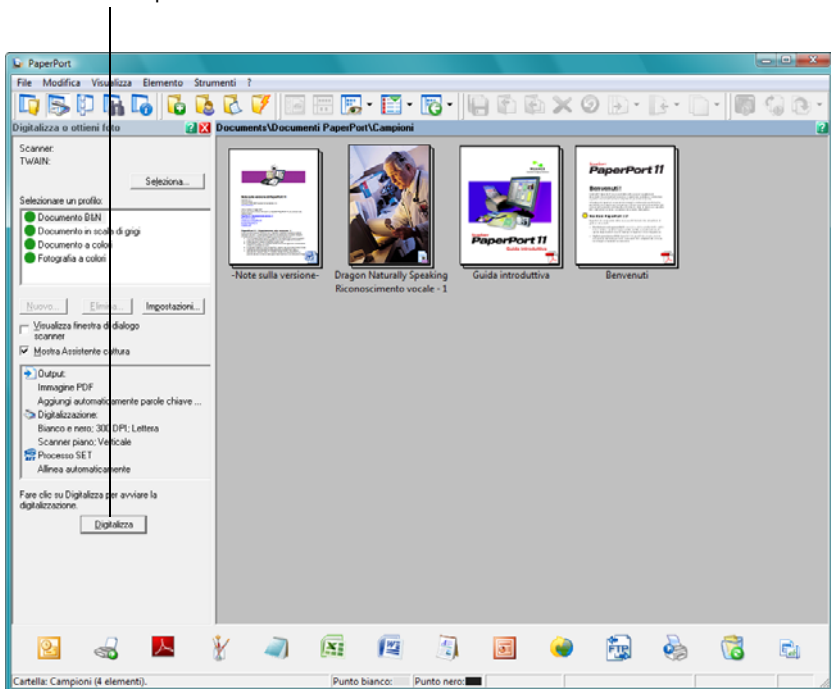 PaperPort
File Modifica Visualizza Elemento Strumenti ?
Digitalizza o ottieni foto
Documents\Documenti PaperPort\Campioni
Scanner:
TWAIN:
Seleziona...
Selezionare un profilo:
Documento B&N
Documento in scala di grigi
Documento a colori
Fotografia a colori
Nuovo... Elimina... Impostazioni...
Visualizza finestra di dialogo
scanner
Mostra Assistente cattura
Output:
Immagine PDF
Aggiungi automaticamente parole chiave ...
Digitalizzazione:
Bianco e nero; 300 DPI; Lettera
Scanner piano; Verticale
Processo SET
Allinea automaticamente
Fare clic su Digitalizza per avviare la
digitalizzazione.
Digitalizza
PaperPort 11
Guida introduttiva
PaperPort 11
Benvenuti!
-Note sulla versione-
Dragon Naturally Speaking
Riconoscimento vocale - 1
Guida introduttiva
Benvenuti
FTP
Cartella: Campioni (4 elementi).
Punto bianco:
Punto nero: